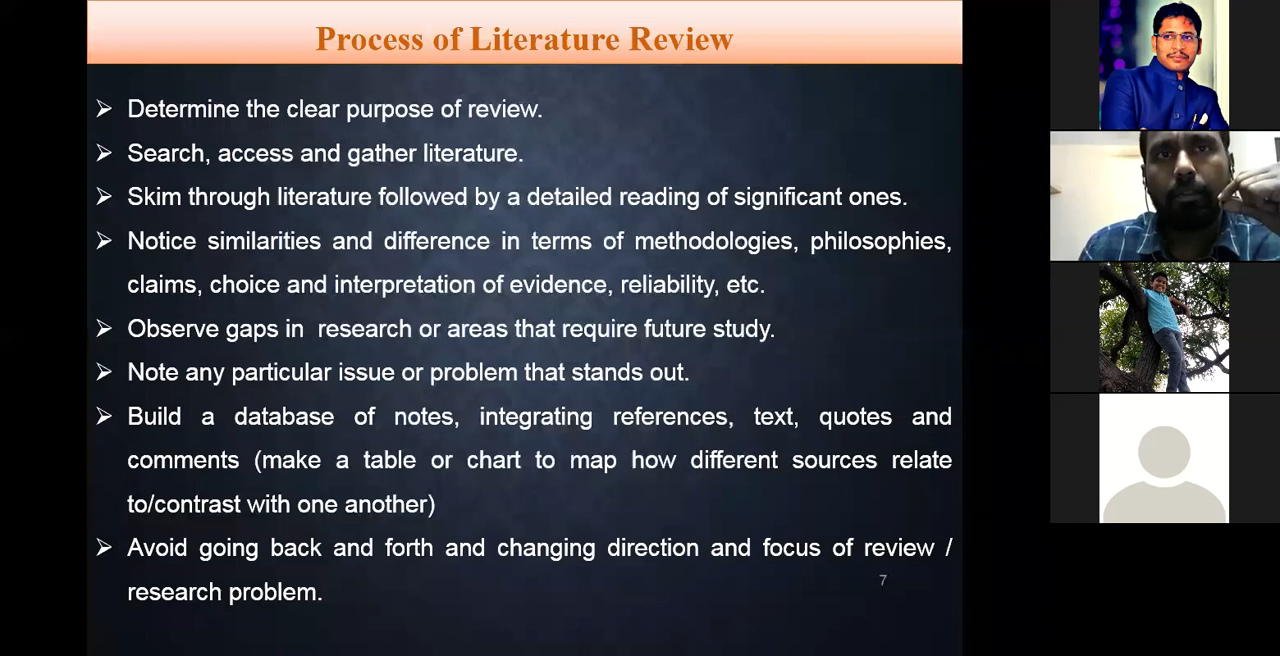 Process of Literature Review
Determine the clear purpose of review.
Search, access and gather literature.
Skim through literature followed by a detailed reading of significant ones.
Notice similarities and difference in terms of methodologies, philosophies,
claims, choice and interpretation of evidence, reliability, etc.
Observe gaps in  research or areas that require future study.
Note any particular issue or problem that stands out.
Build a database of notes, integrating references, text, quotes and
comments (make a table or chart to map how different sources relate
to/contrast with one another)
Avoid going back and forth and changing direction and focus of review /
research problem.
7